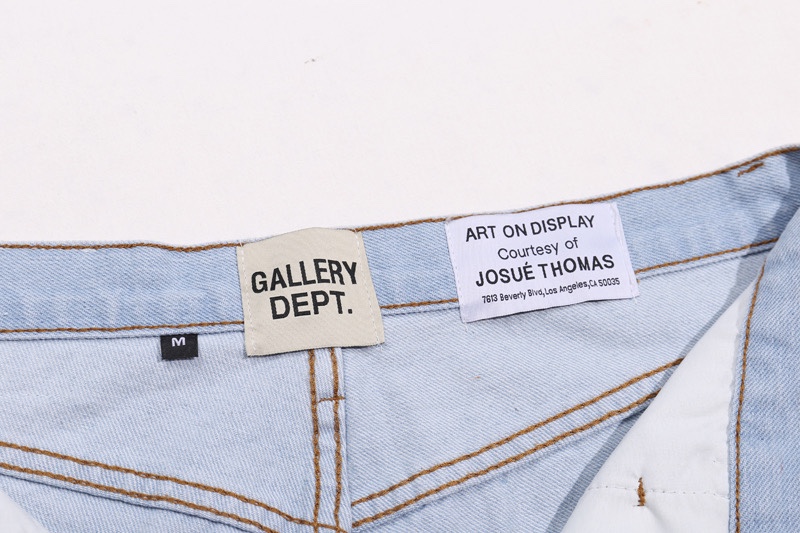 GALLERY
DEPT.
M
ART ON DISPLAY
Courtesy of
JOSUÉ THOMAS
7613 Beverly Blvd,Los Angeles,CA 50035